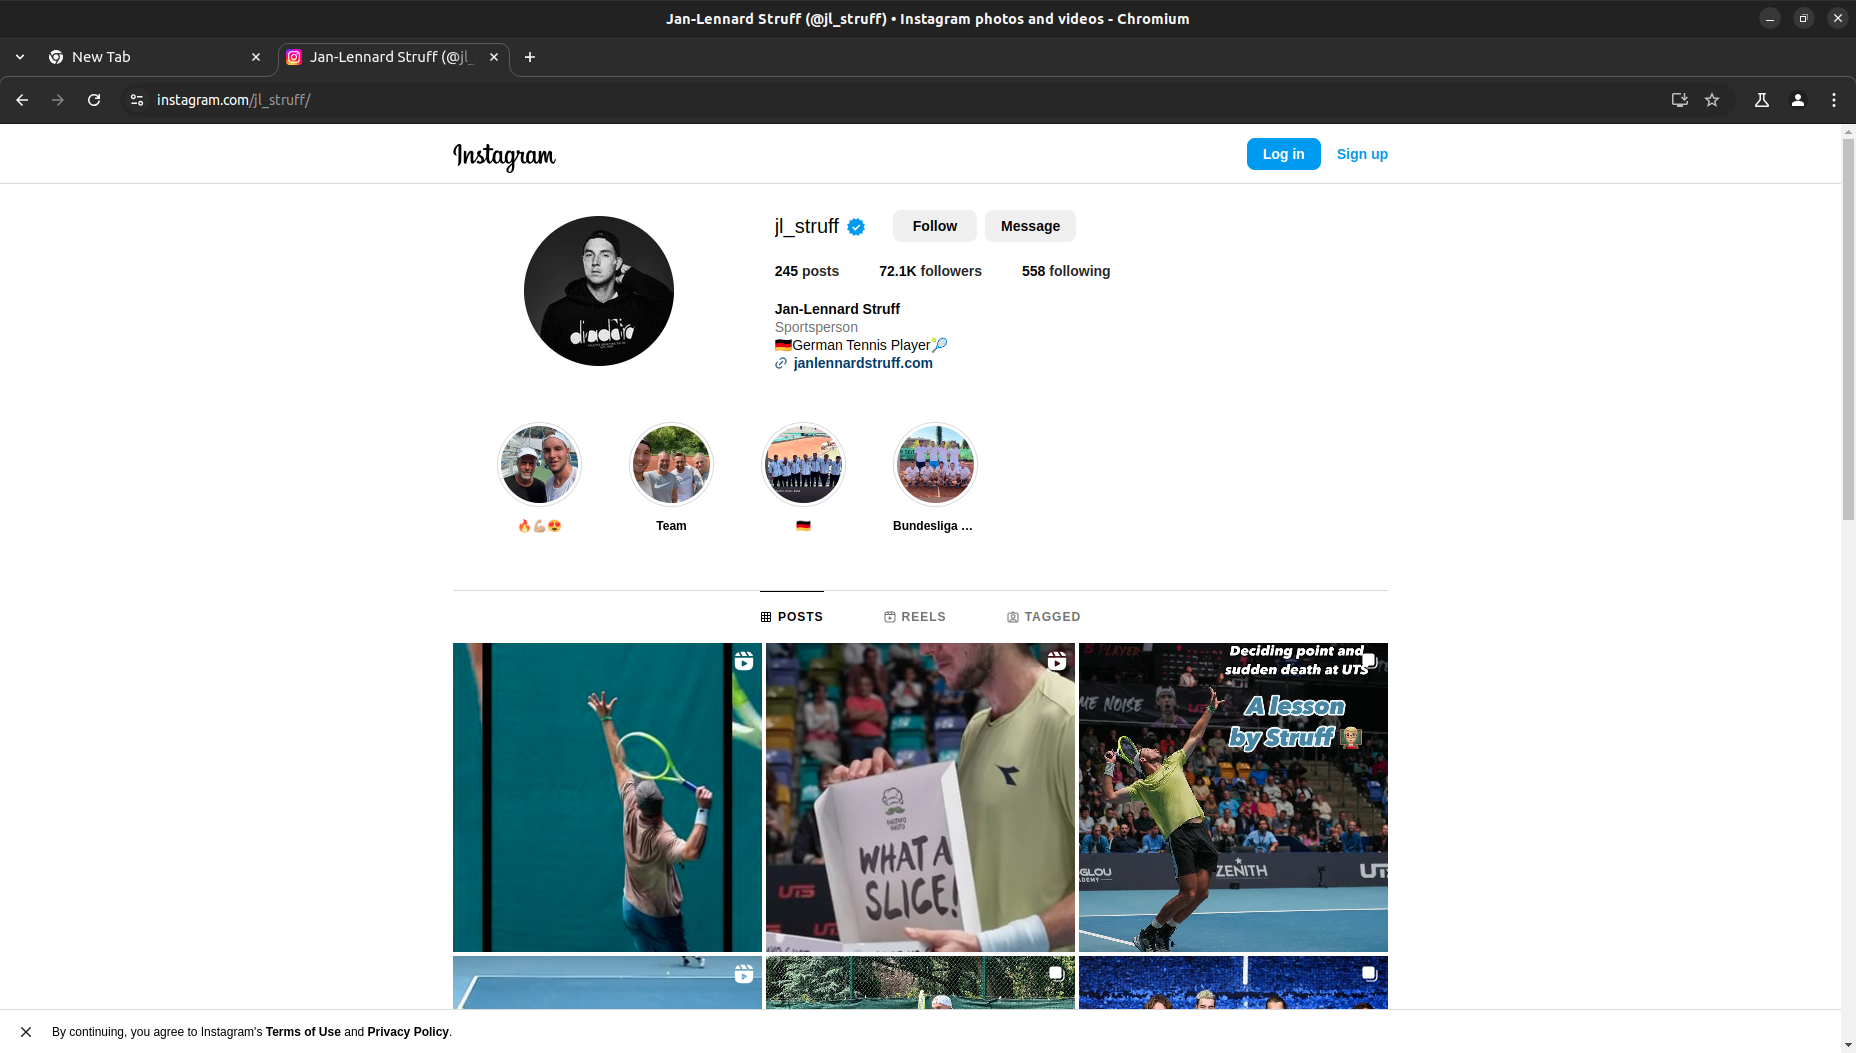 Jan-Lennard Struff (@jl_struff) • Instagram photos and videos - Chromium
New Tab
Jan-Lennard Struff (@jl_
instagram.com/jl_struff/
Instagram
Log in
Sign up
jl_struff
Follow
Message
245 posts
72.1K followers
558 following
Jan-Lennard Struff
Sportsperson
🇩🇪German Tennis Player🎾
janlennardstruff.com
diadora
🔥💪🏼😍
Team
🇩🇪
Bundesliga ...
POSTS
REELS
TAGGED
WHAT A
SLICE!
UTS
Deciding point and
sudden death at UTS
A lesson
by Struff 👨🏼‍🏫
ME NOISE
ZENITH
By continuing, you agree to Instagram's Terms of Use and Privacy Policy.